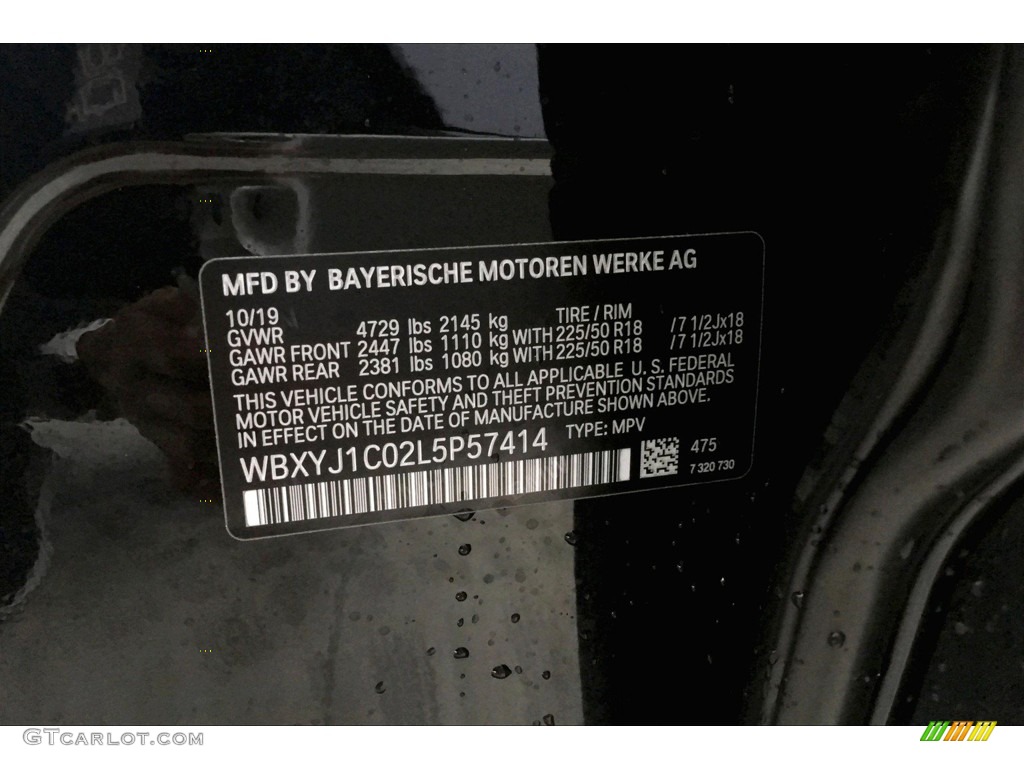 MFD BY BAYERISCHE MOTOREN WERKE AG
10/19 TIRE / RIM
GVWR 4729 lbs 2145 kg
GAWR FRONT 2447 lbs 1110 kg WITH 225/50 R18 /7 1/2Jx18
GAWR REAR 2381 lbs 1080 kg WITH 225/50 R18 /7 1/2Jx18
THIS VEHICLE CONFORMS TO ALL APPLICABLE U. S. FEDERAL
MOTOR VEHICLE SAFETY AND THEFT PREVENTION STANDARDS
IN EFFECT ON THE DATE OF MANUFACTURE SHOWN ABOVE.
WBXYJ1C02L5P57414 TYPE: MPV
475
7 320 730
GTcarlot.com